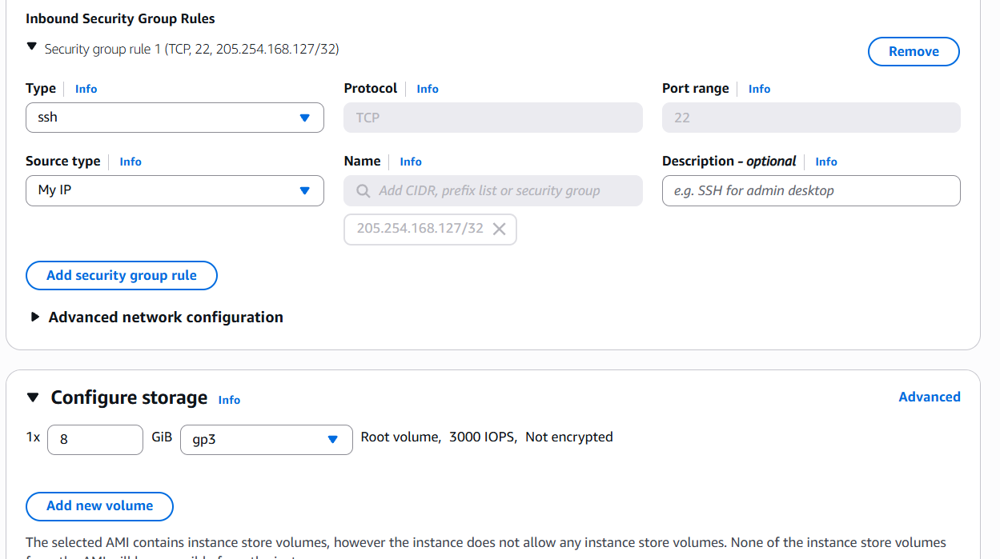 Inbound Security Group Rules
Security group rule 1 (TCP, 22, 205.254.168.127/32)
Remove
Type Info Protocol Info Port range Info
ssh TCP 22
Source type Info Name Info Description - optional Info
My IP Add CIDR, prefix list or security group e.g. SSH for admin desktop
205.254.168.127/32
Add security group rule
Advanced network configuration
Configure storage Info Advanced
1x 8 GiB gp3 Root volume, 3000 IOPS, Not encrypted
Add new volume
The selected AMI contains instance store volumes, however the instance does not allow any instance store volumes. None of the instance store volumes